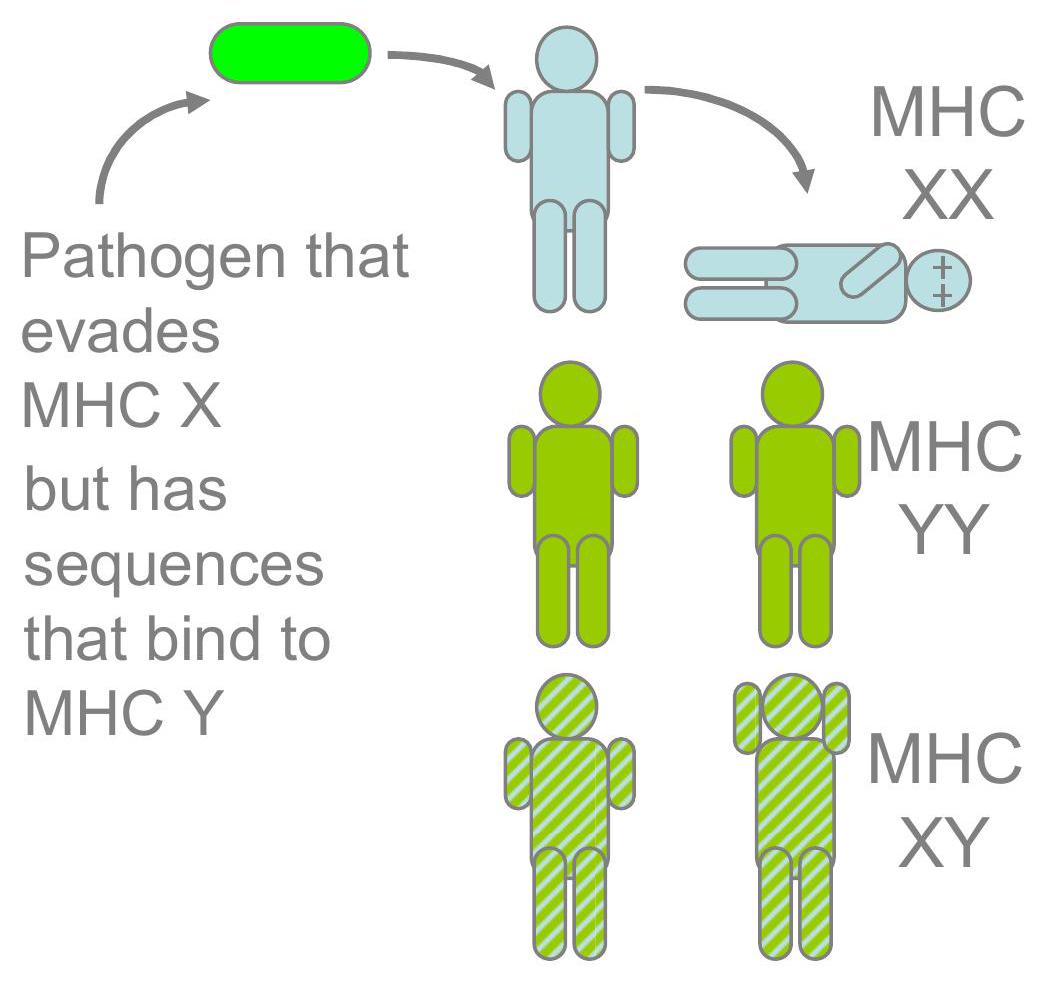 Pathogen that
evades
MHC X
but has
sequences
that bind to
MHC Y
MHC
XX
MHC
YY
MHC
XY